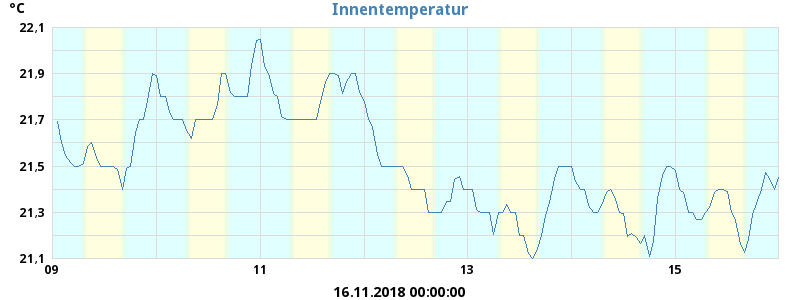 °C
Innentemperatur
22,1
21,9
21,7
21,5
21,3
21,1
09 11 13 15
16.11.2018 00:00:00